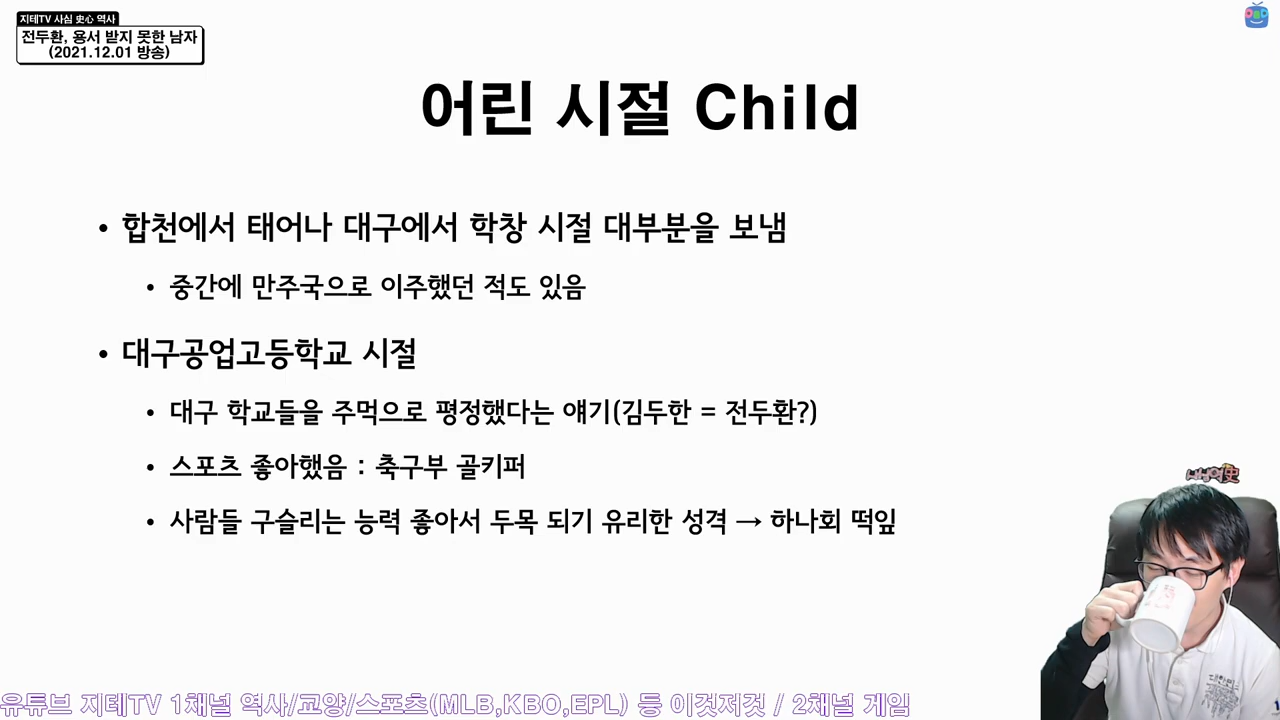 지테TV 사심 史心 역사
전두환, 용서 받지 못한 남자
(2021.12.01 방송)
어린 시절 Child
• 합천에서 태어나 대구에서 학창 시절 대부분을 보냄
• 중간에 만주국으로 이주했던 적도 있음
• 대구공업고등학교 시절
• 대구 학교들을 주먹으로 평정했다는 얘기(김두한 = 전두환?)
• 스포츠 좋아했음 : 축구부 골키퍼
• 사람들 구슬리는 능력 좋아서 두목 되기 유리한 성격 → 하나회 떡잎
유튜브 지테TV 1채널 역사/교양/스포츠(MLB,KBO,EPL) 등 이것저것 / 2채널 게임